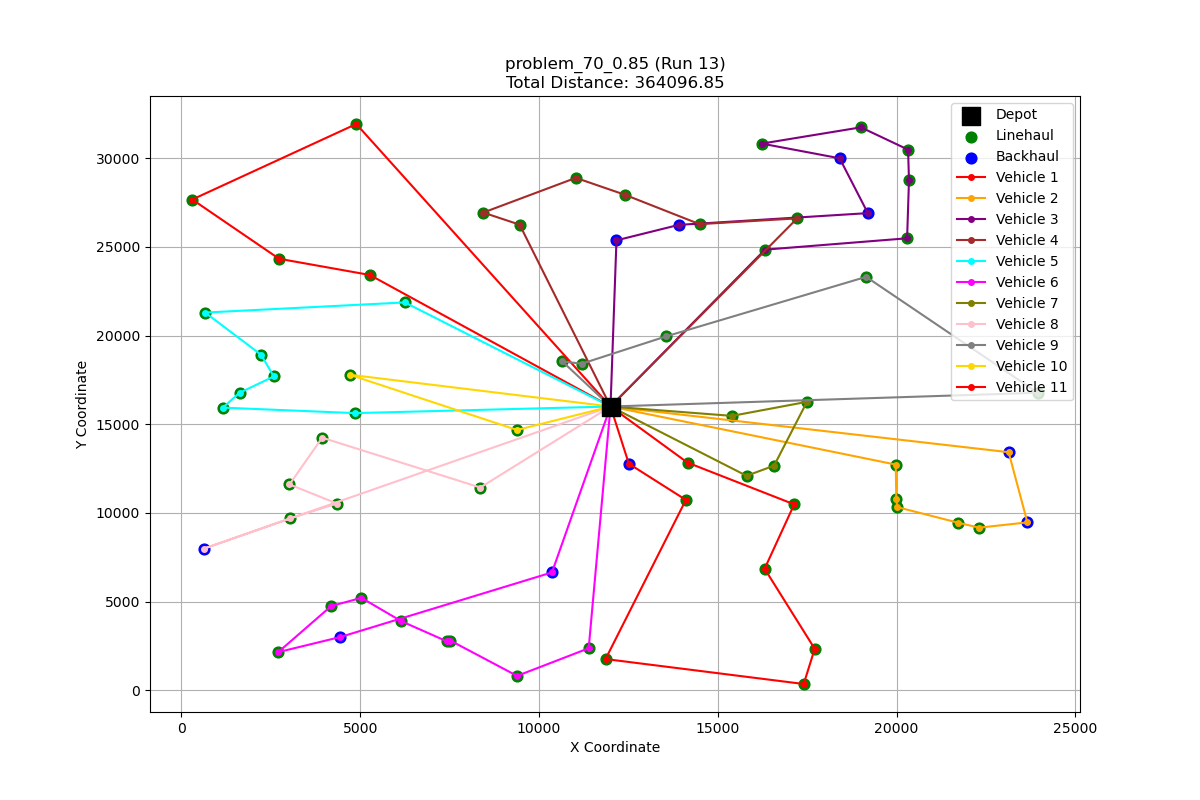 problem_70_0.85 (Run 13)
Total Distance: 364096.85
Depot
Linehaul
Backhaul
Vehicle 1
Vehicle 2
Vehicle 3
Vehicle 4
Vehicle 5
Vehicle 6
Vehicle 7
Vehicle 8
Vehicle 9
Vehicle 10
Vehicle 11
Y Coordinate
30000
25000
20000
15000
10000
5000
0
0 5000 10000 15000 20000 25000
X Coordinate